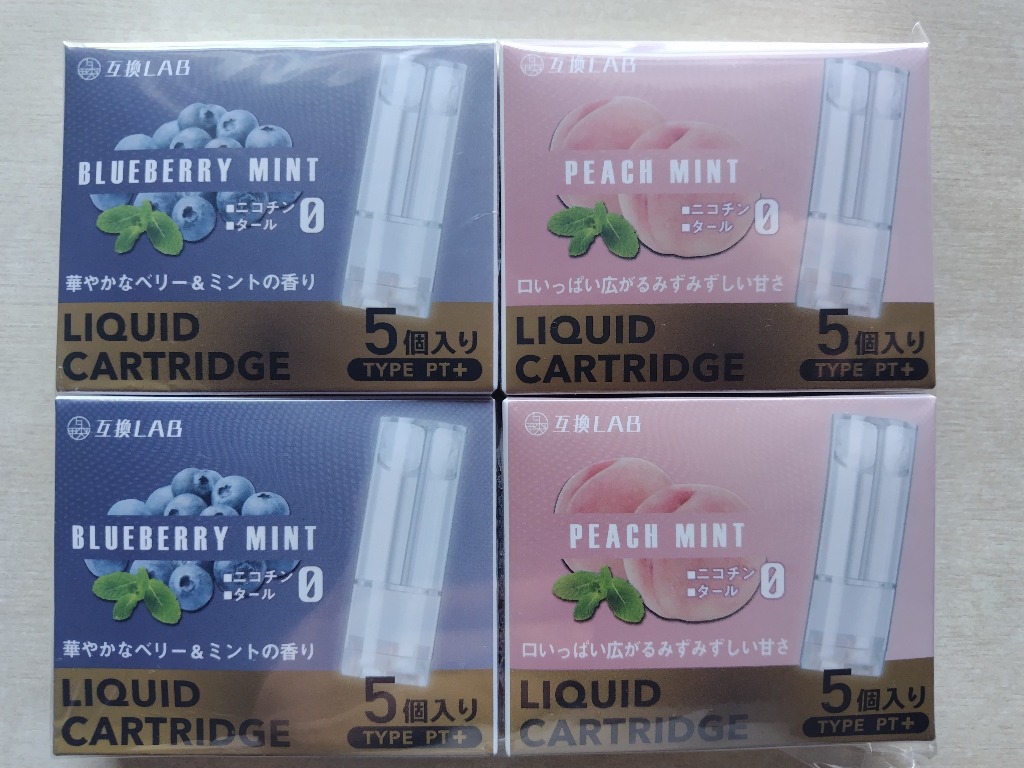 互換LAB
BLUEBERRY MINT
■ニコチン
■タール 0
華やかなベリー&ミントの香り
LIQUID
CARTRIDGE
5個入り
TYPE PT+
互換LAB
PEACH MINT
■ニコチン
■タール 0
口いっぱい広がるみずみずしい甘さ
LIQUID
CARTRIDGE
5個入り
TYPE PT+
互換LAB
BLUEBERRY MINT
■ニコチン
■タール 0
華やかなベリー&ミントの香り
LIQUID
CARTRIDGE
5個入り
TYPE PT+
互換LAB
PEACH MINT
■ニコチン
■タール 0
口いっぱい広がるみずみずしい甘さ
LIQUID
CARTRIDGE
5個入り
TYPE PT+